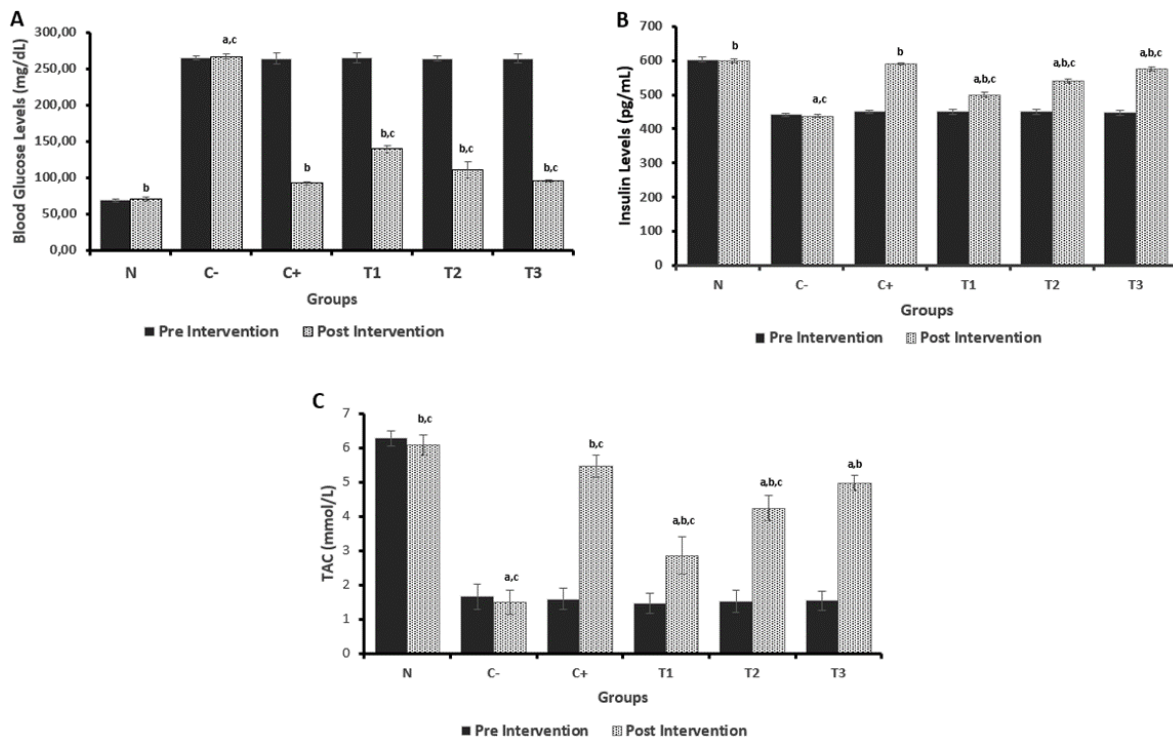 A
Blood Glucose Levels (mg/dL)
300,00
250,00
200,00
150,00
100,00
50,00
0,00
b
a,c
b
b,c
b,c
b,c
N C- C+ T1 T2 T3
Groups
Pre Intervention Post Intervention
B
Insulin Levels (pg/mL)
700
600
500
400
300
200
100
0
b
a,c
b
a,b,c
a,b,c
a,b,c
N C- C+ T1 T2 T3
Groups
Pre Intervention Post Intervention
C
TAC (mmol/L)
7
6
5
4
3
2
1
0
b,c
a,c
b,c
a,b,c
a,b,c
a,b
N C- C+ T1 T2 T3
Groups
Pre Intervention Post Intervention